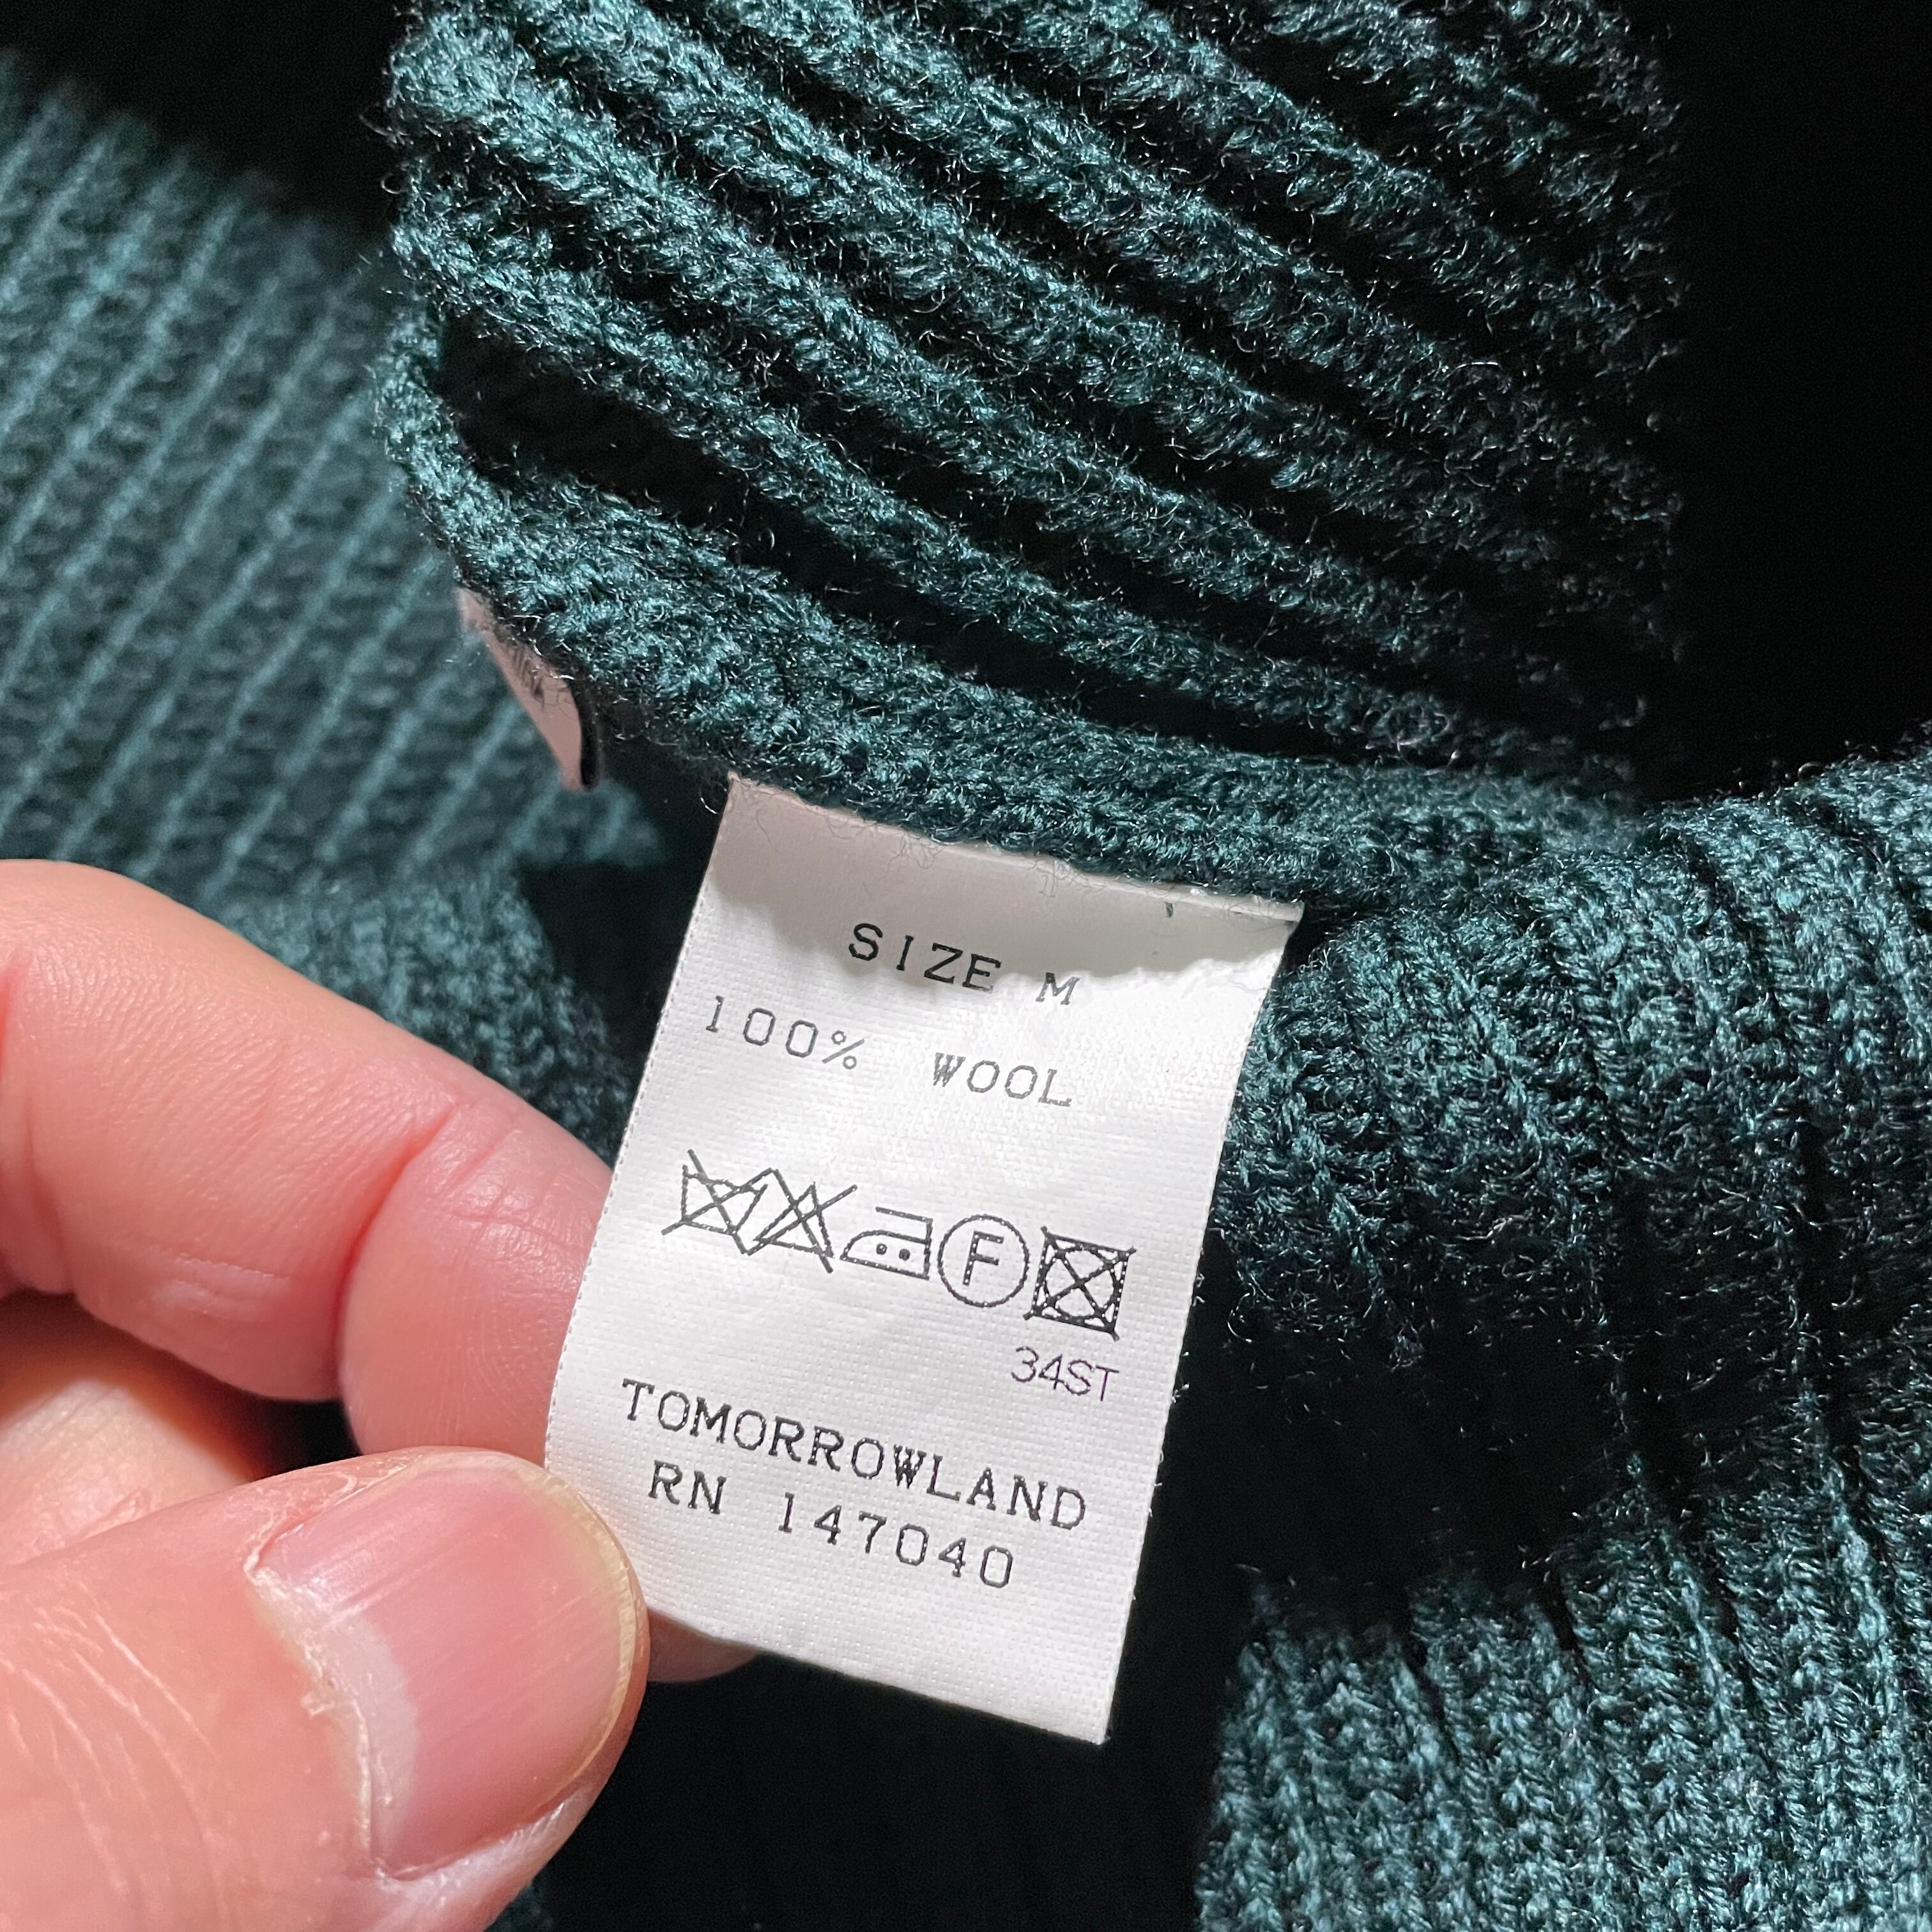 SIZE M
100% WOOL
F
34ST
TOMORROWLAND
RN 147040